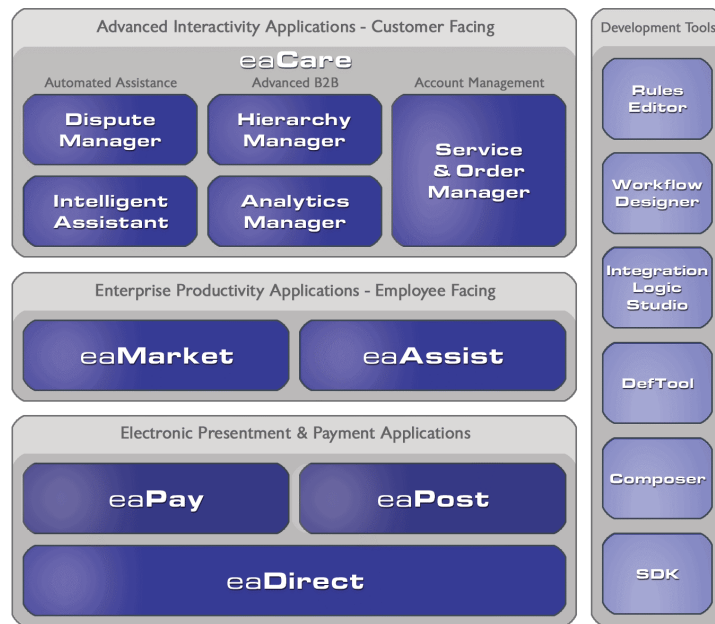 Advanced Interactivity Applications - Customer Facing
eaCare
Automated Assistance
Advanced B2B
Account Management
Dispute
Manager
Hierarchy
Manager
Service
& Order
Manager
Intelligent
Assistant
Analytics
Manager
Enterprise Productivity Applications - Employee Facing
eaMarket
eaAssist
Electronic Presentment & Payment Applications
eaPay
eaPost
eaDirect
Development Tools
Rules
Editor
Workflow
Designer
Integration
Logic
Studio
DefTool
Composer
SDK